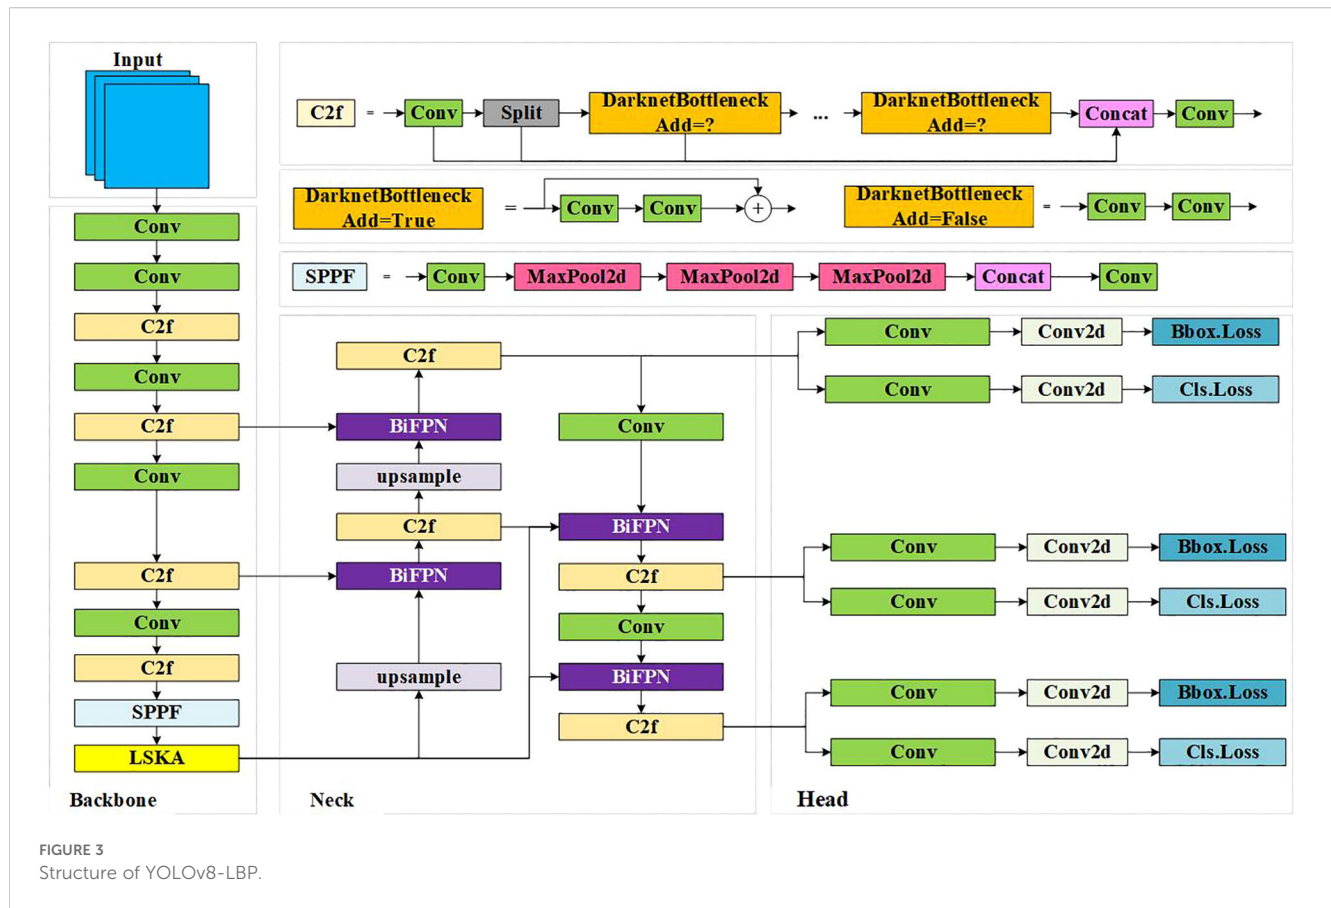 Input
C2f = Conv Split DarknetBottleneck Add=? ... DarknetBottleneck Add=? Concat Conv
DarknetBottleneck Add=True = Conv Conv + DarknetBottleneck Add=False = Conv Conv
SPPF = Conv MaxPool2d MaxPool2d MaxPool2d Concat Conv
Conv
Conv
C2f
Conv
C2f
Conv
C2f
Conv
C2f
SPPF
LSKA
Backbone
C2f
BiFPN
upsample
C2f
BiFPN
upsample
Conv
BiFPN
C2f
Conv
BiFPN
C2f
Neck
Conv Conv2d Bbox.Loss
Conv Conv2d Cls.Loss
Conv Conv2d Bbox.Loss
Conv Conv2d Cls.Loss
Conv Conv2d Bbox.Loss
Conv Conv2d Cls.Loss
Head
FIGURE 3
Structure of YOLOv8-LBP.